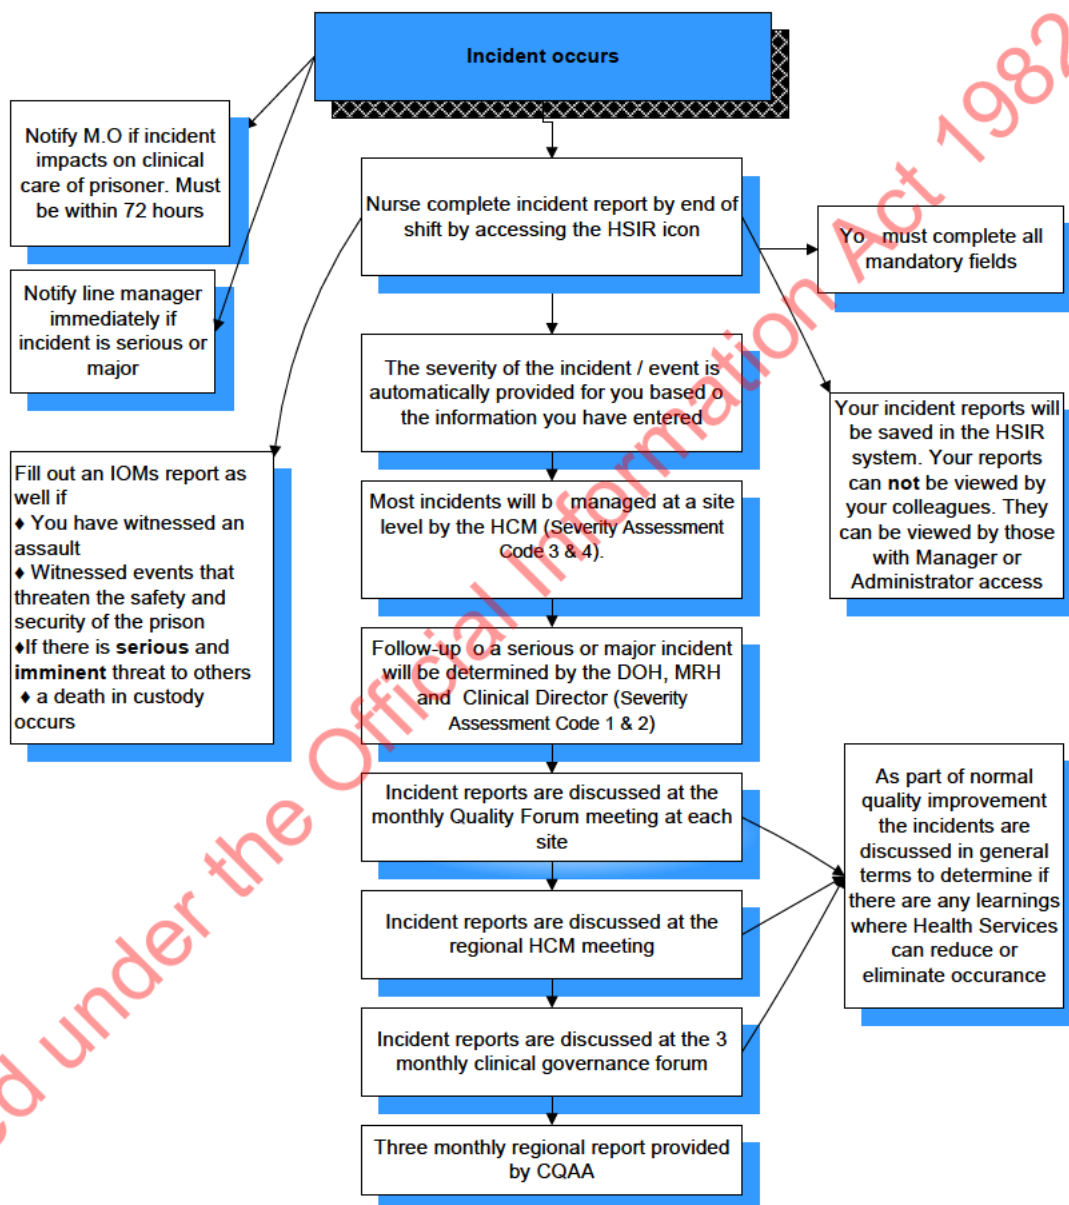 Incident occurs
Notify M.O if incident
impacts on clinical
care of prisoner. Must
be within 72 hours
Notify line manager
immediately if
incident is serious or
major
Nurse complete incident report by end of
shift by accessing the HSIR icon
Yo must complete all
mandatory fields
The severity of the incident / event is
automatically provided for you based o
the information you have entered
Your incident reports will
be saved in the HSIR
system. Your reports
can not be viewed by
your colleagues. They
can be viewed by those
with Manager or
Administrator access
Fill out an IOMs report as
well if
♦ You have witnessed an
assault
♦ Witnessed events that
threaten the safety and
security of the prison
♦If there is serious and
imminent threat to others
♦ a death in custody
occurs
Most incidents will b managed at a site
level by the HCM (Severity Assessment
Code 3 & 4).
Follow-up o a serious or major incident
will be determined by the DOH, MRH
and Clinical Director (Severity
Assessment Code 1 & 2)
Incident reports are discussed at the
monthly Quality Forum meeting at each
site
As part of normal
quality improvement
the incidents are
discussed in general
terms to determine if
there are any learnings
where Health Services
can reduce or
eliminate occurance
Incident reports are discussed at the
regional HCM meeting
Incident reports are discussed at the 3
monthly clinical governance forum
Three monthly regional report provided
by CQAA
ed under the Official Information Act 1982